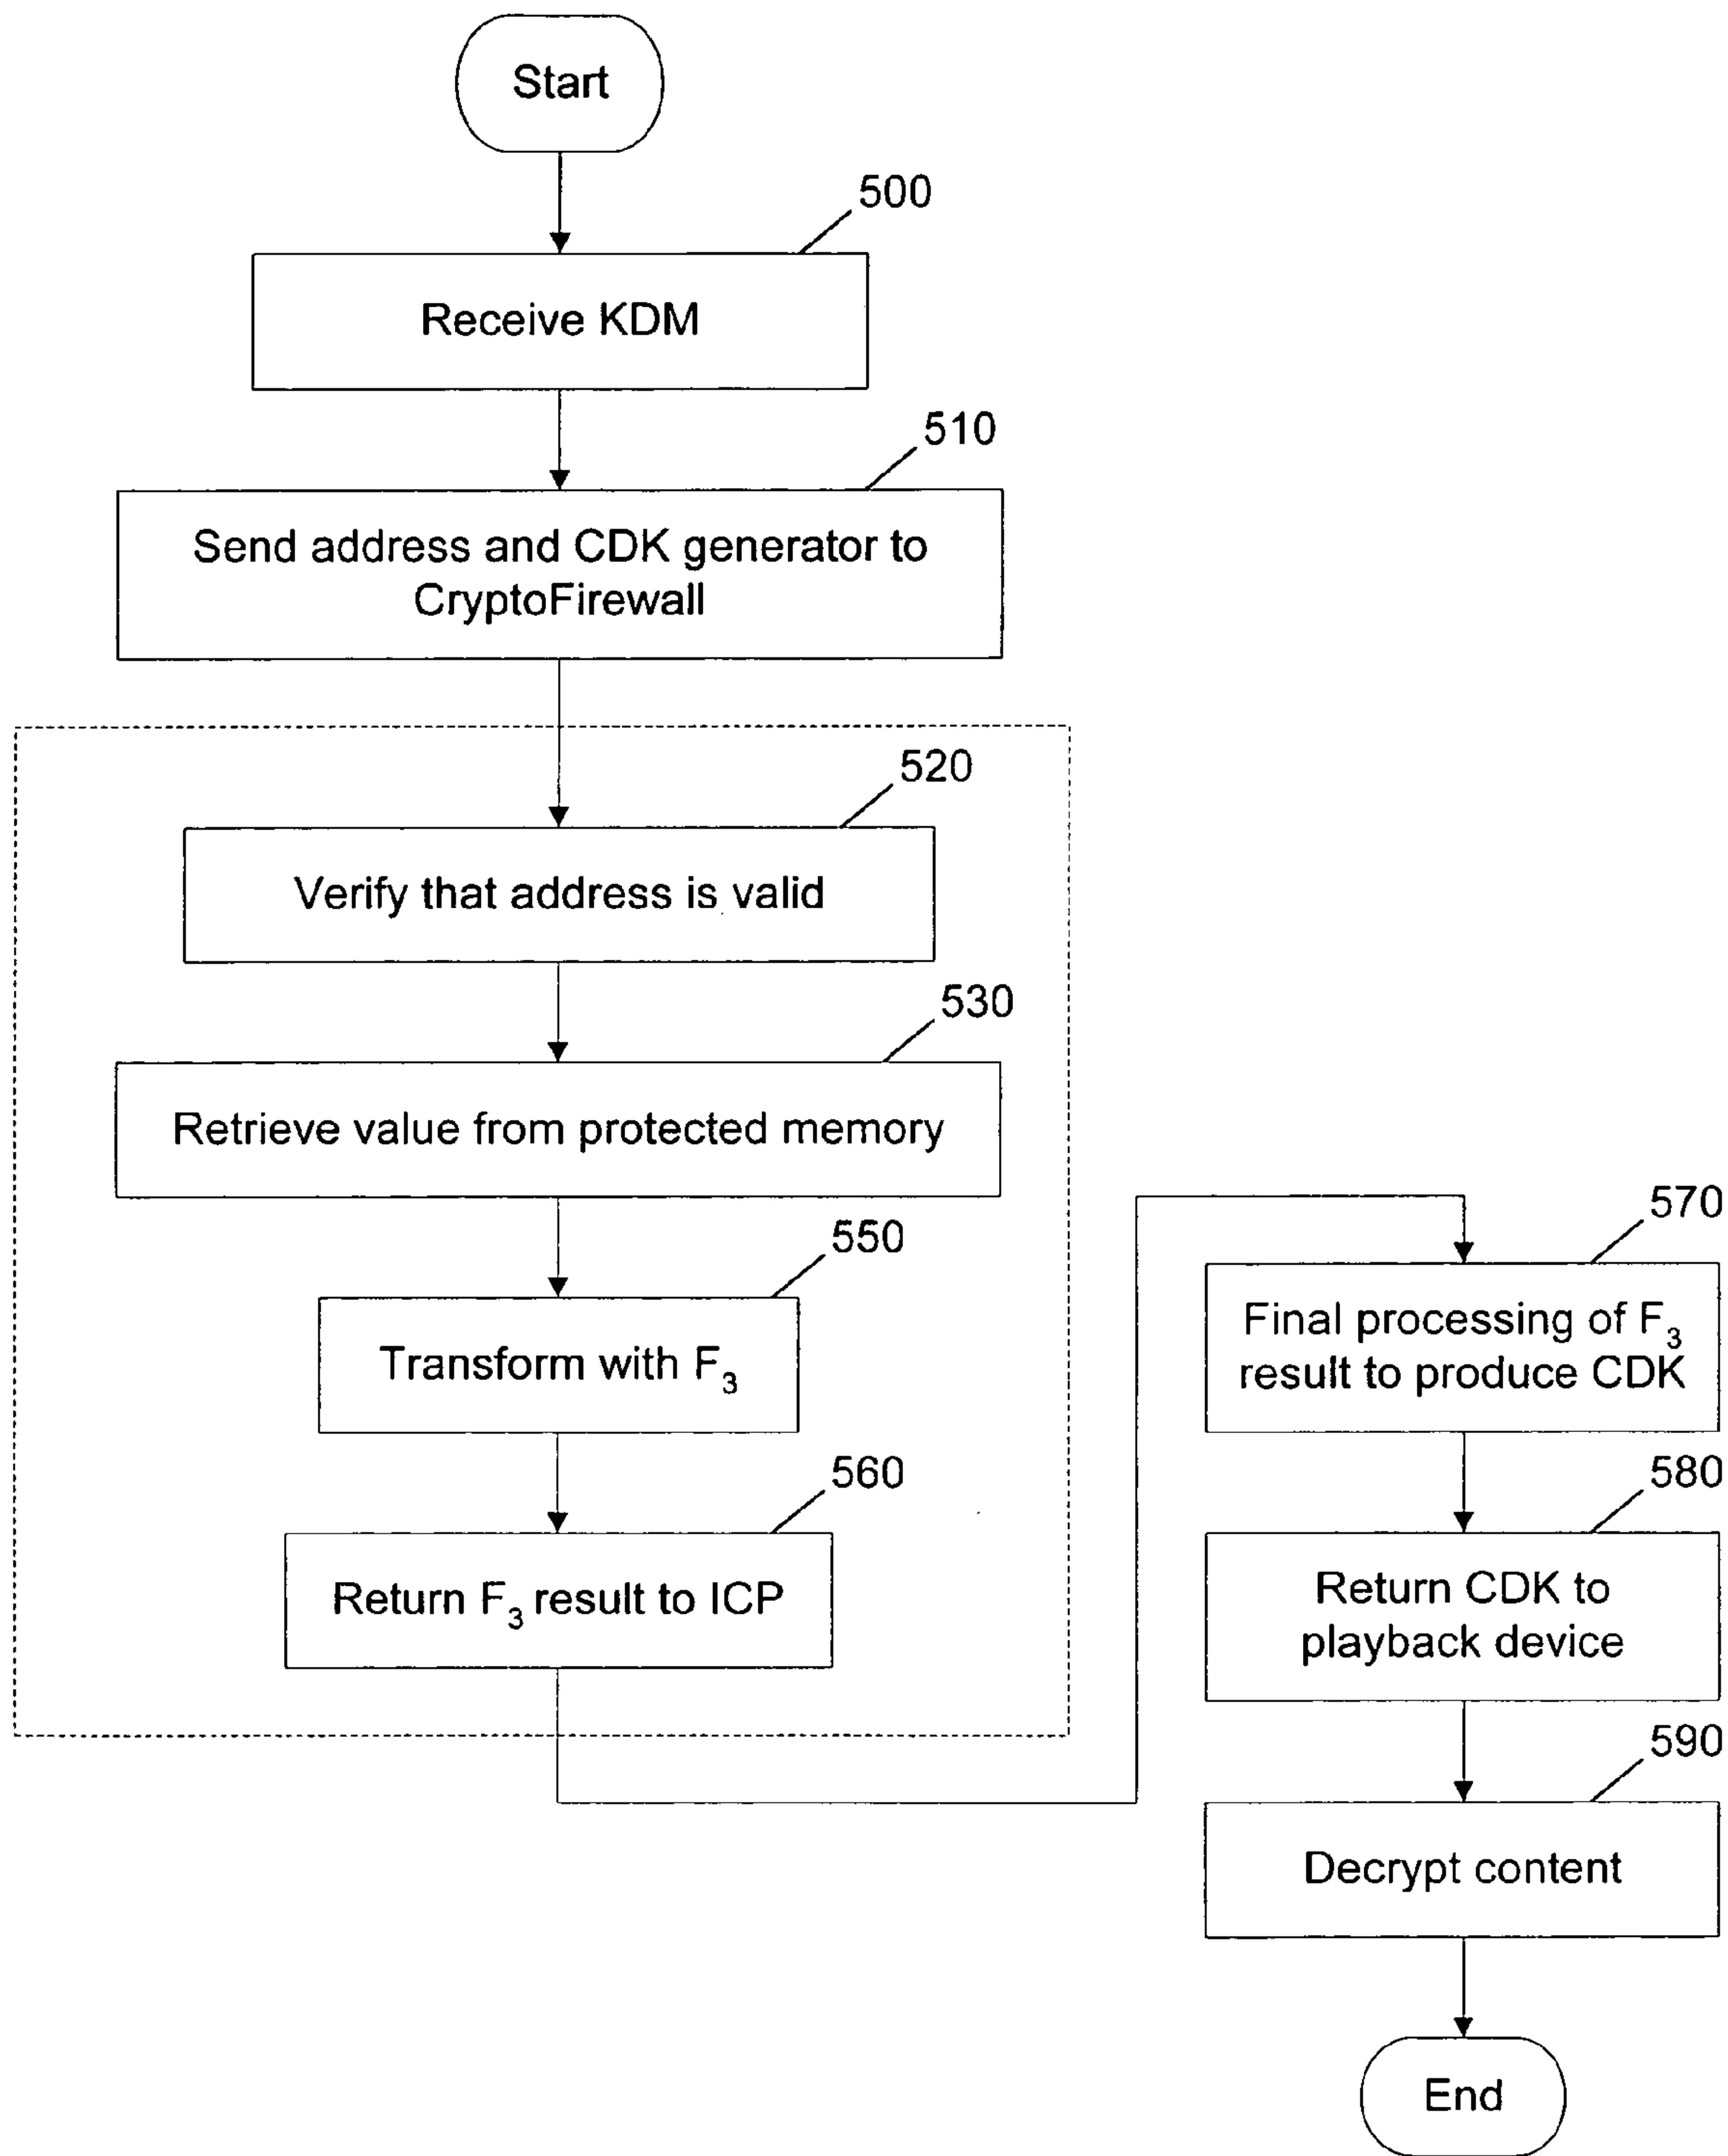 Start
500
Receive KDM
510
Send address and CDK generator to
CryptoFirewall
520
Verify that address is valid
530
Retrieve value from protected memory
550
Transform with F₃
560
Return F₃ result to ICP
570
Final processing of F₃
result to produce CDK
580
Return CDK to
playback device
590
Decrypt content
End